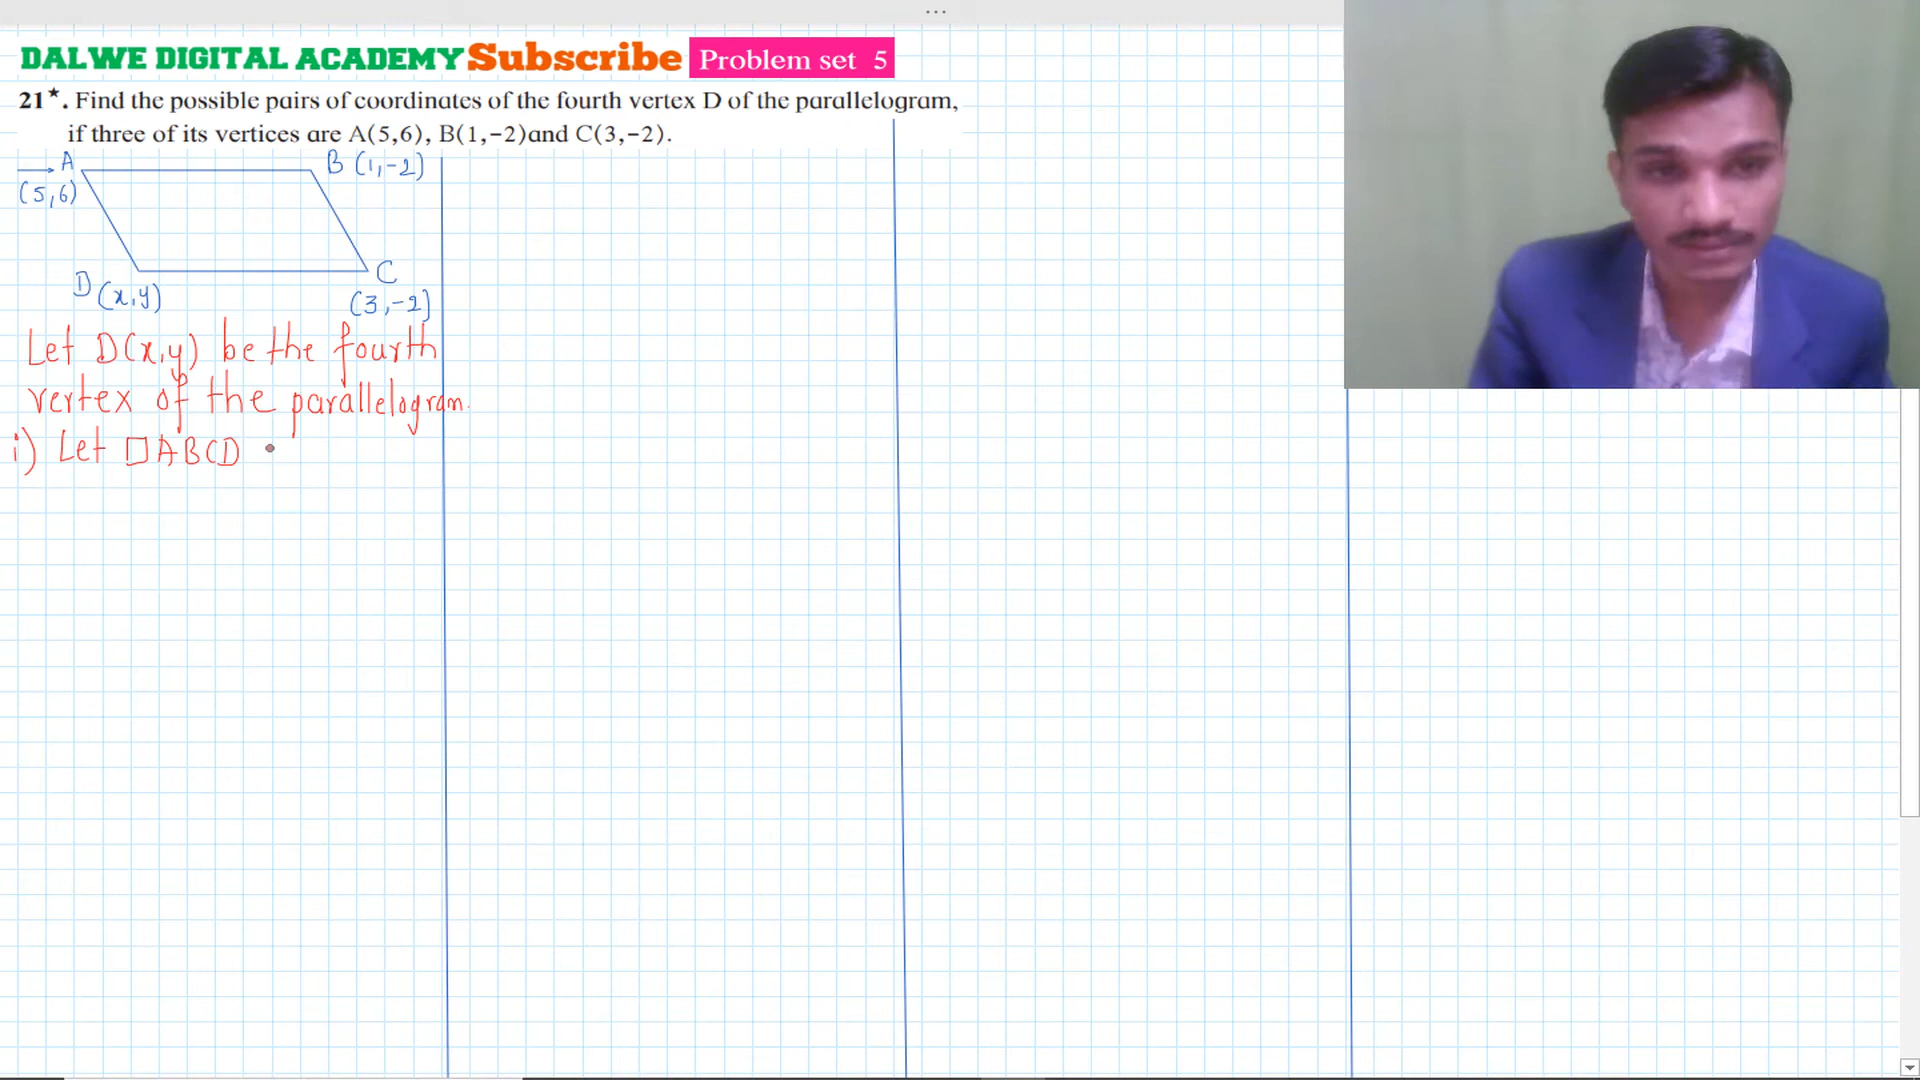 DALWE DIGITAL ACADEMY Subscribe Problem set 5
21★. Find the possible pairs of coordinates of the fourth vertex D of the parallelogram,
if three of its vertices are A(5,6), B(1,-2)and C(3,-2).
A B (1,-2)
(5,6)
D (x,y) C
(3,-2)
Let D(x,y) be the fourth
vertex of the parallelogram.
i) Let □ABCD